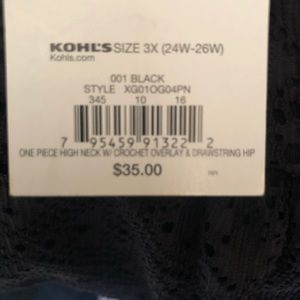 KOHL'S SIZE 3X (24W-26W)
Kohls.com
001 BLACK
STYLE XG01OG04PN
345 10 16
7 95459 91322 2
ONE PIECE HIGH NECK W/ CROCHET OVERLAY & DRAWSTRING HIP
$35.00